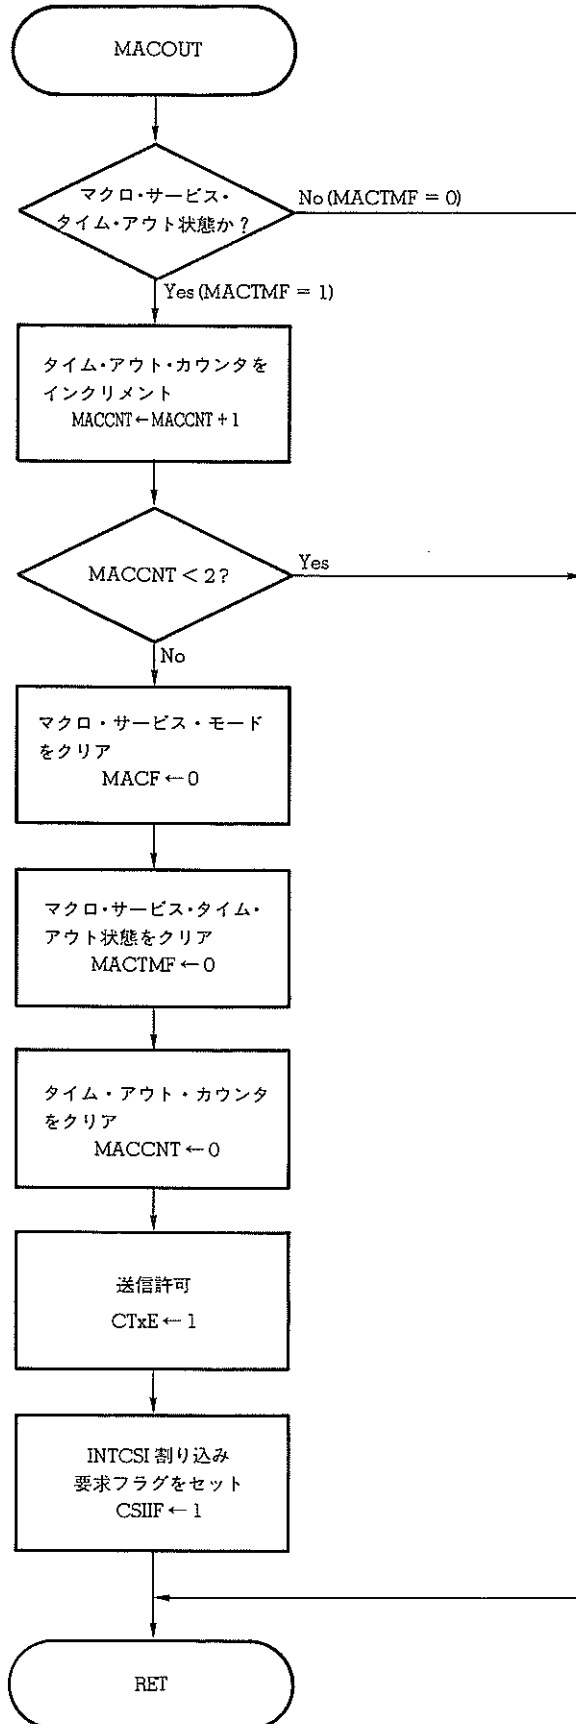 MACOUT
マクロ・サービス・
タイム・アウト状態か？
No (MACTMF = 0)
Yes (MACTMF = 1)
タイム・アウト・カウンタを
インクリメント
MACCNT←MACCNT+1
MACCNT < 2 ?
Yes
No
マクロ・サービス・モード
をクリア
MACF ← 0
マクロ・サービス・タイム・
アウト状態をクリア
MACTMF ← 0
タイム・アウト・カウンタ
をクリア
MACCNT ← 0
送信許可
CTxE ← 1
INTCSI 割り込み
要求フラグをセット
CSIIF ← 1
RET